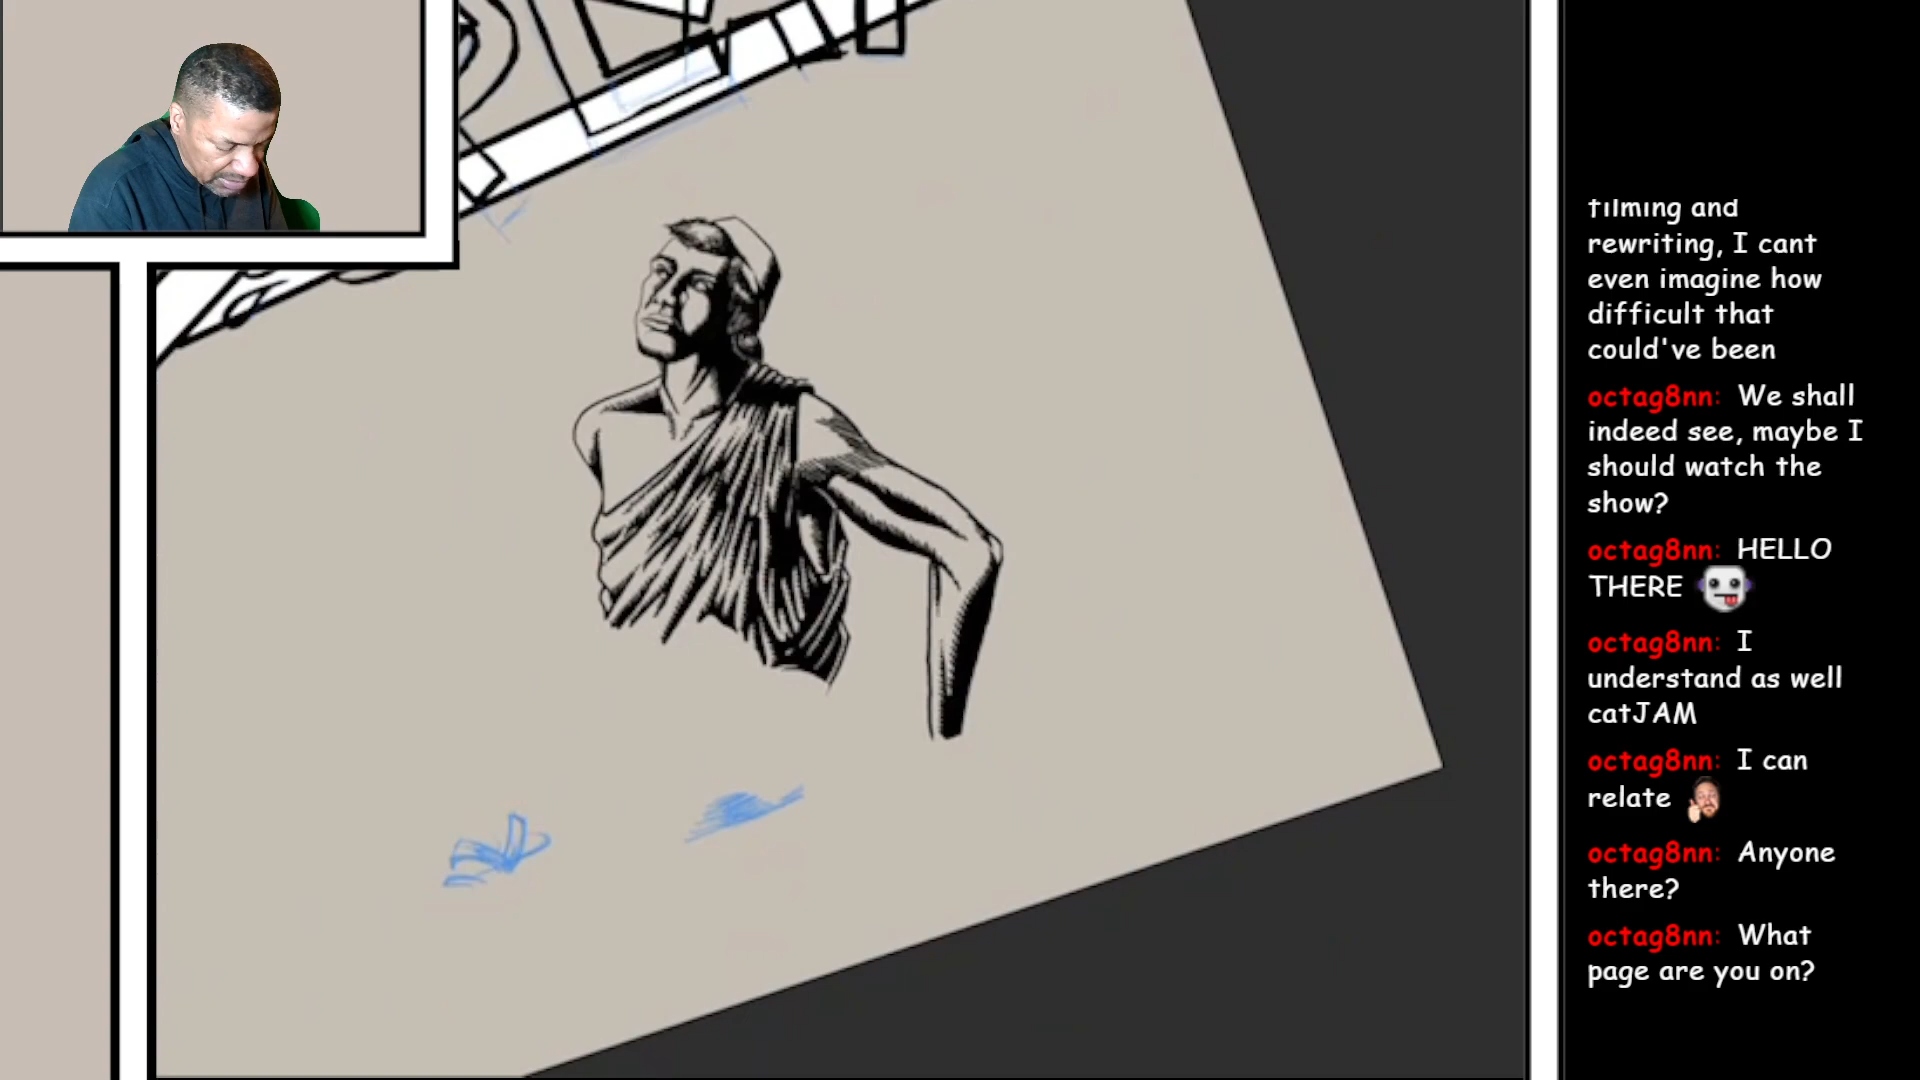 filming and
rewriting, I cant
even imagine how
difficult that
could've been
octag8nn: We shall
indeed see, maybe I
should watch the
show?
octag8nn: HELLO
THERE
octag8nn: I
understand as well
catJAM
octag8nn: I can
relate
octag8nn: Anyone
there?
octag8nn: What
page are you on?